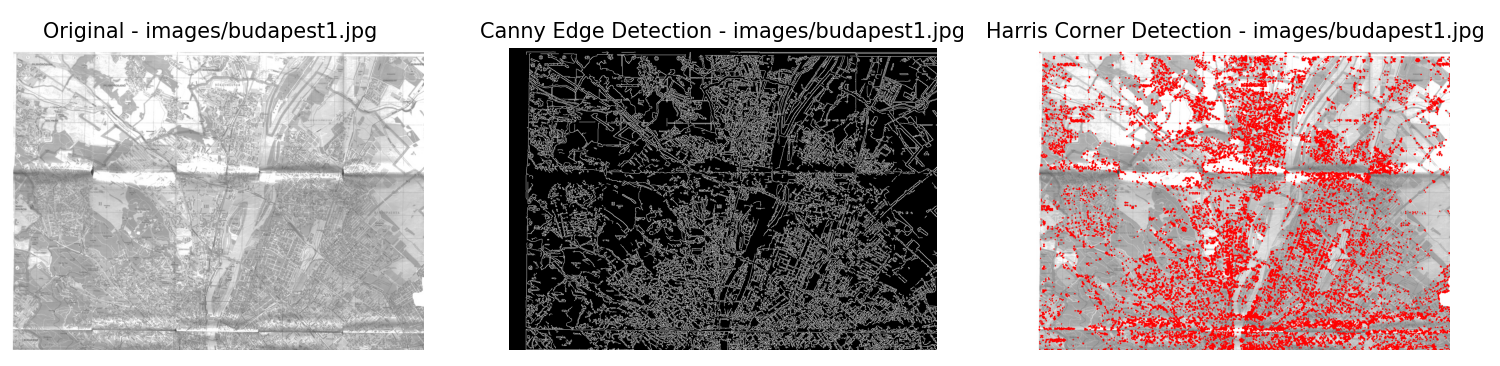 Original - images/budapest1.jpg
Canny Edge Detection - images/budapest1.jpg
Harris Corner Detection - images/budapest1.jpg